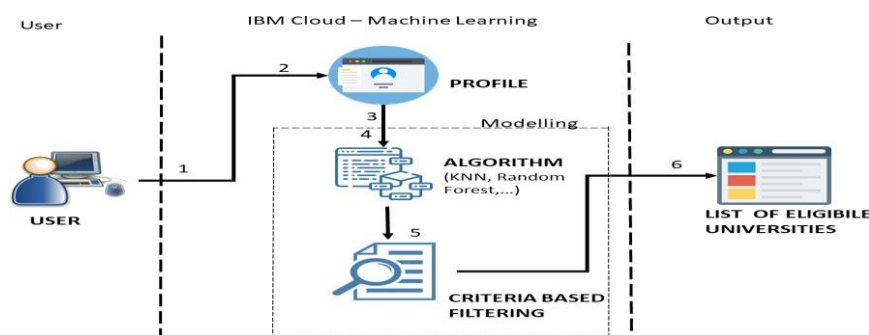 User
IBM Cloud – Machine Learning
Output
2
PROFILE
3
Modelling
4
ALGORITHM
(KNN, Random
Forest,...)
1
6
USER
LIST OF ELIGIBILE
UNIVERSITIES
5
CRITERIA BASED
FILTERING